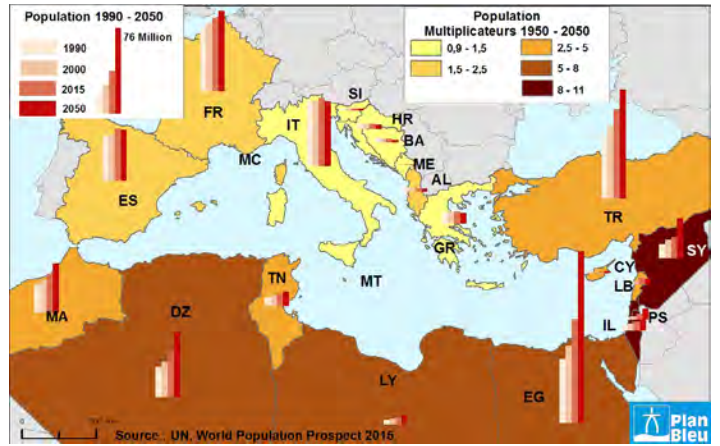 Population 1990 - 2050
76 Million
1990
2000
2015
2050
Population
Multiplicateurs 1950 - 2050
0,9 - 1,5
2,5 - 5
1,5 - 2,5
5 - 8
8 - 11
FR
SI
HR
IT
BA
MC
ME
AL
ES
TR
GR
SY
CY
TN
MT
LB
DZ
MA
IL
PS
LY
EG
0
Source : UN, World Population Prospect 2015
Plan
Bleu